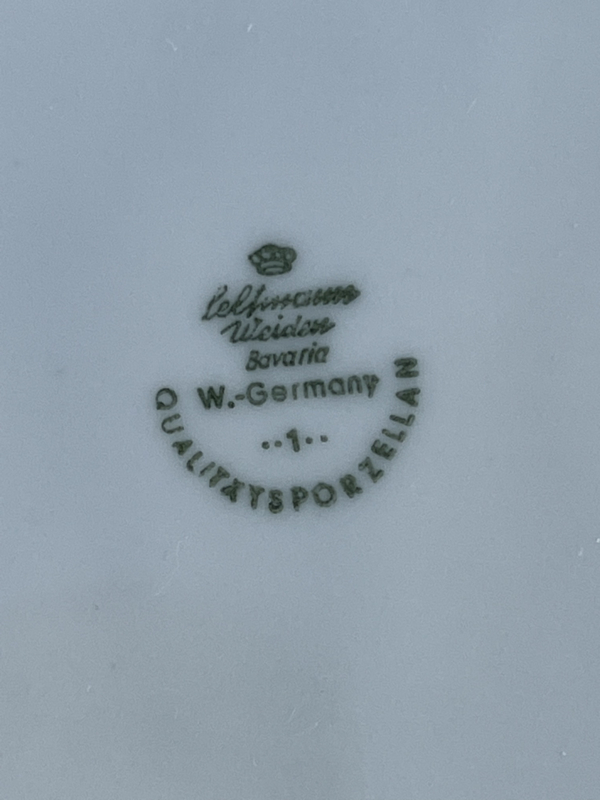 Seltmann
Weiden
Bavaria
W.-Germany
··1··
QUALITÄTSPORZELLAN